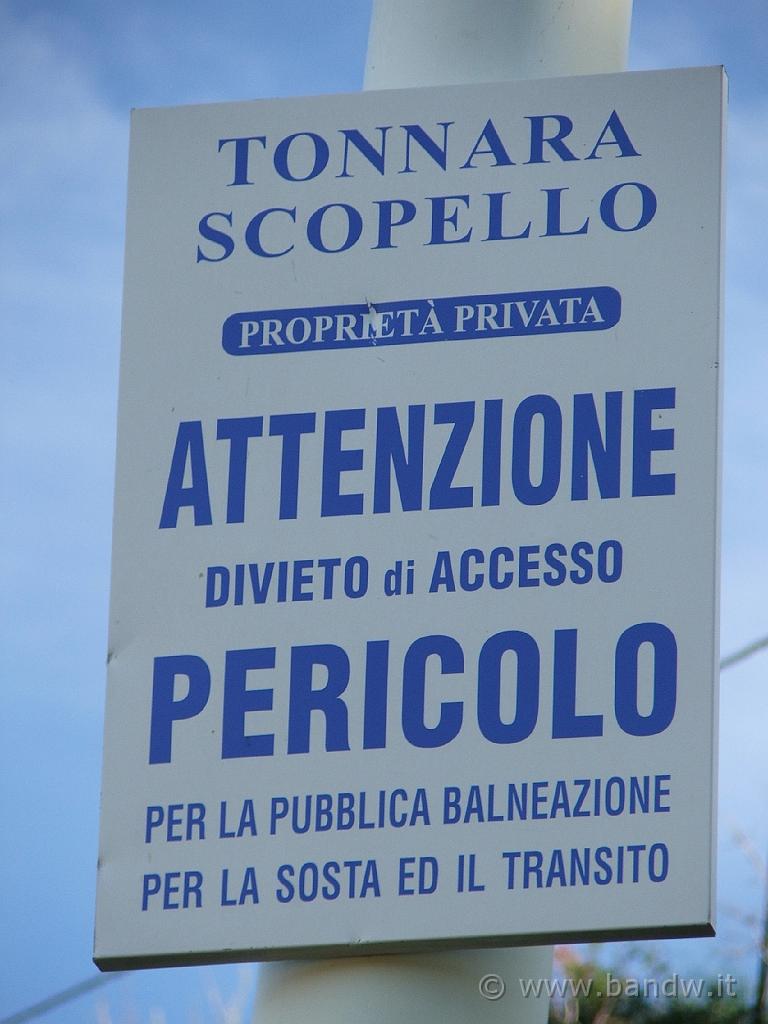 TONNARA
SCOPELLO
PROPRIETÀ PRIVATA
ATTENZIONE
DIVIETO di ACCESSO
PERICOLO
PER LA PUBBLICA BALNEAZIONE
PER LA SOSTA ED IL TRANSITO
© www.bandw.it